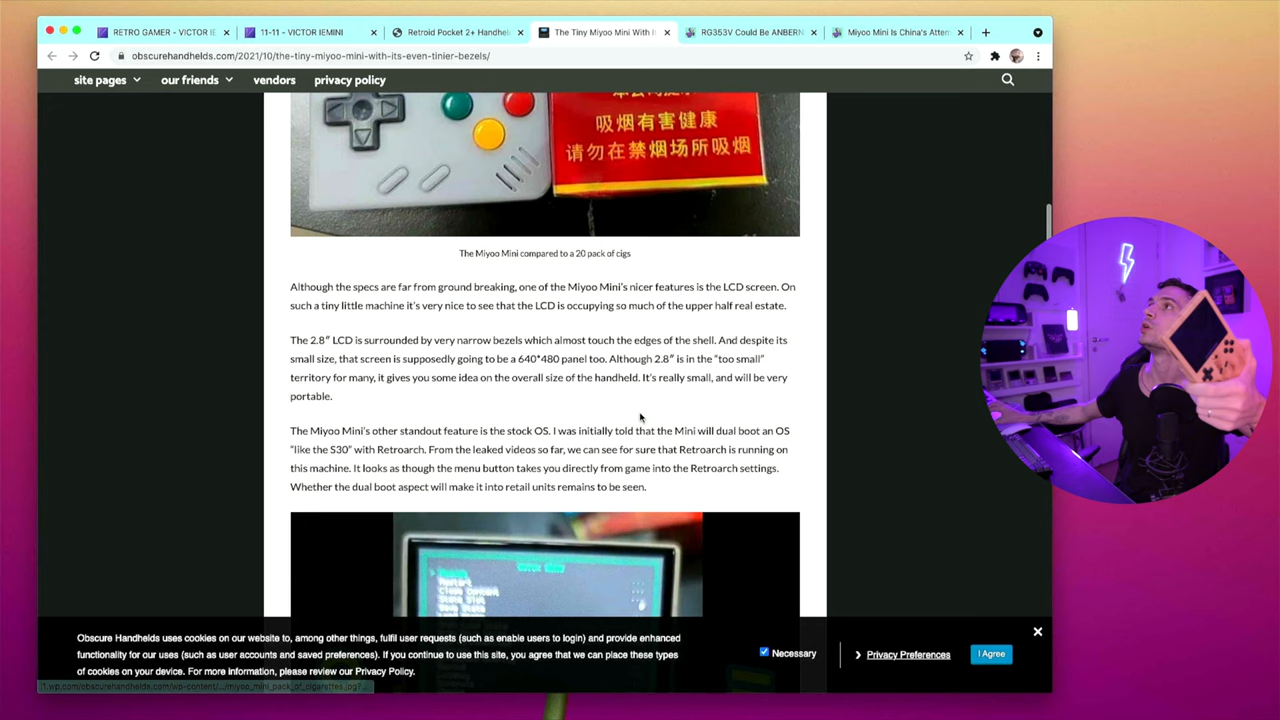 RETRO GAMER - VICTOR IE
11-11 - VICTOR IEMINI
Retroid Pocket 2+ Handhel
The Tiny Miyoo Mini With I
RG353V Could Be ANBERN
Miyoo Mini Is China's Attem
obscurehandhelds.com/2021/10/the-tiny-miyoo-mini-with-its-even-tinier-bezels/
site pages
our friends
vendors
privacy policy
吸烟有害健康
请勿在禁烟场所吸烟
The Miyoo Mini compared to a 20 pack of cigs
Although the specs are far from ground breaking, one of the Miyoo Mini's nicer features is the LCD screen. On
such a tiny little machine it's very nice to see that the LCD is occupying so much of the upper half real estate.
The 2.8″ LCD is surrounded by very narrow bezels which almost touch the edges of the shell. And despite its
small size, that screen is supposedly going to be a 640*480 panel too. Although 2.8″ is in the "too small"
territory for many, it gives you some idea on the overall size of the handheld. It's really small, and will be very
portable.
The Miyoo Mini's other standout feature is the stock OS. I was initially told that the Mini will dual boot an OS
"like the S30" with Retroarch. From the leaked videos so far, we can see for sure that Retroarch is running on
this machine. It looks as though the menu button takes you directly from game into the Retroarch settings.
Whether the dual boot aspect will make it into retail units remains to be seen.
Restart
Close Content
Obscure Handhelds uses cookies on our website to, among other things, fulfil user requests (such as enable users to login) and provide enhanced
functionality for our uses (such as user accounts and saved preferences). If you continue to use this site, you agree that we can place these types
of cookies on your device. For more information, please review our Privacy Policy.
Necessary
Privacy Preferences
I Agree